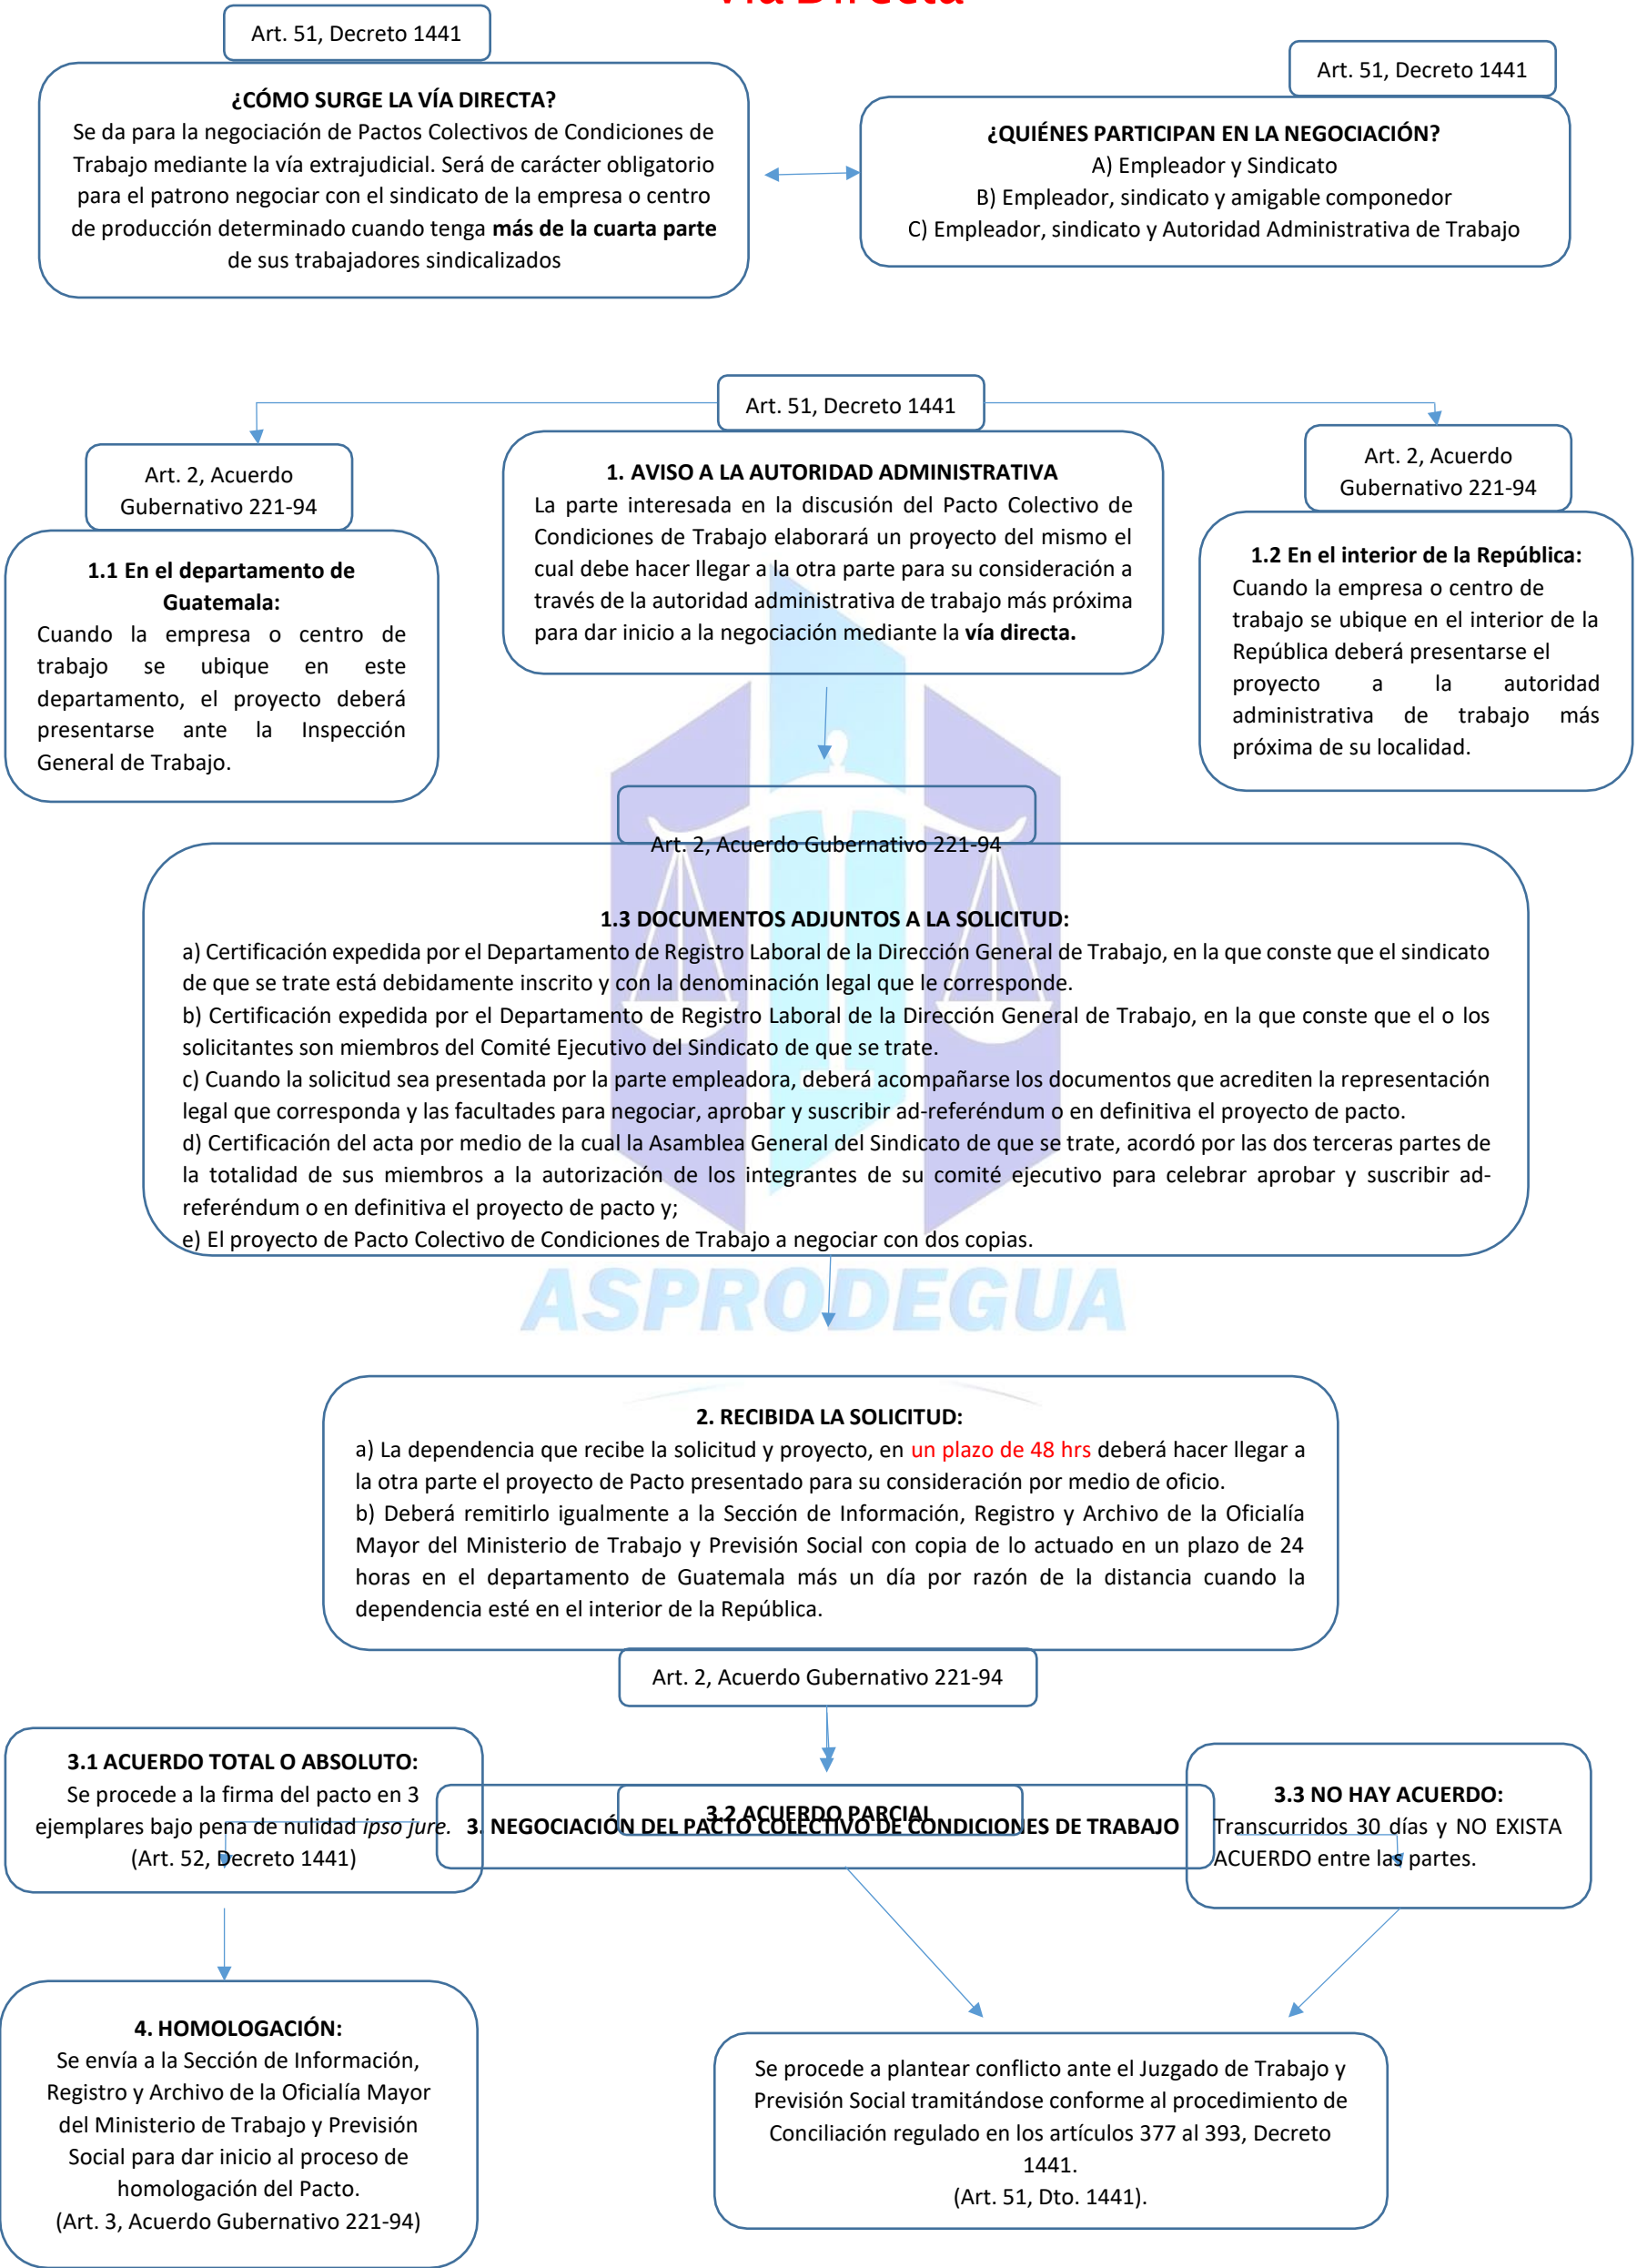 Vía Directa
Art. 51, Decreto 1441
¿CÓMO SURGE LA VÍA DIRECTA?
Se da para la negociación de Pactos Colectivos de Condiciones de
Trabajo mediante la vía extrajudicial. Será de carácter obligatorio
para el patrono negociar con el sindicato de la empresa o centro
de producción determinado cuando tenga más de la cuarta parte
de sus trabajadores sindicalizados
Art. 51, Decreto 1441
¿QUIÉNES PARTICIPAN EN LA NEGOCIACIÓN?
A) Empleador y Sindicato
B) Empleador, sindicato y amigable componedor
C) Empleador, sindicato y Autoridad Administrativa de Trabajo
Art. 51, Decreto 1441
1. AVISO A LA AUTORIDAD ADMINISTRATIVA
La parte interesada en la discusión del Pacto Colectivo de
Condiciones de Trabajo elaborará un proyecto del mismo el
cual debe hacer llegar a la otra parte para su consideración a
través de la autoridad administrativa de trabajo más próxima
para dar inicio a la negociación mediante la vía directa.
Art. 2, Acuerdo
Gubernativo 221-94
1.1 En el departamento de
Guatemala:
Cuando la empresa o centro de
trabajo se ubique en este
departamento, el proyecto deberá
presentarse ante la Inspección
General de Trabajo.
Art. 2, Acuerdo
Gubernativo 221-94
1.2 En el interior de la República:
Cuando la empresa o centro de
trabajo se ubique en el interior de la
República deberá presentarse el
proyecto a la autoridad
administrativa de trabajo más
próxima de su localidad.
Art. 2, Acuerdo Gubernativo 221-94
1.3 DOCUMENTOS ADJUNTOS A LA SOLICITUD:
a) Certificación expedida por el Departamento de Registro Laboral de la Dirección General de Trabajo, en la que conste que el sindicato
de que se trate está debidamente inscrito y con la denominación legal que le corresponde.
b) Certificación expedida por el Departamento de Registro Laboral de la Dirección General de Trabajo, en la que conste que el o los
solicitantes son miembros del Comité Ejecutivo del Sindicato de que se trate.
c) Cuando la solicitud sea presentada por la parte empleadora, deberá acompañarse los documentos que acrediten la representación
legal que corresponda y las facultades para negociar, aprobar y suscribir ad-referéndum o en definitiva el proyecto de pacto.
d) Certificación del acta por medio de la cual la Asamblea General del Sindicato de que se trate, acordó por las dos terceras partes de
la totalidad de sus miembros a la autorización de los integrantes de su comité ejecutivo para celebrar aprobar y suscribir ad-
referéndum o en definitiva el proyecto de pacto y;
e) El proyecto de Pacto Colectivo de Condiciones de Trabajo a negociar con dos copias.
ASPRODEGUA
2. RECIBIDA LA SOLICITUD:
a) La dependencia que recibe la solicitud y proyecto, en un plazo de 48 hrs deberá hacer llegar a
la otra parte el proyecto de Pacto presentado para su consideración por medio de oficio.
b) Deberá remitirlo igualmente a la Sección de Información, Registro y Archivo de la Oficialía
Mayor del Ministerio de Trabajo y Previsión Social con copia de lo actuado en un plazo de 24
horas en el departamento de Guatemala más un día por razón de la distancia cuando la
dependencia esté en el interior de la República.
Art. 2, Acuerdo Gubernativo 221-94
3.1 ACUERDO TOTAL O ABSOLUTO:
Se procede a la firma del pacto en 3
ejemplares bajo pena de nulidad ipso jure.
(Art. 52, Decreto 1441)
3.2 ACUERDO PARCIAL
3. NEGOCIACIÓN DEL PACTO COLECTIVO DE CONDICIONES DE TRABAJO
3.3 NO HAY ACUERDO:
Transcurridos 30 días y NO EXISTA
ACUERDO entre las partes.
4. HOMOLOGACIÓN:
Se envía a la Sección de Información,
Registro y Archivo de la Oficialía Mayor
del Ministerio de Trabajo y Previsión
Social para dar inicio al proceso de
homologación del Pacto.
(Art. 3, Acuerdo Gubernativo 221-94)
Se procede a plantear conflicto ante el Juzgado de Trabajo y
Previsión Social tramitándose conforme al procedimiento de
Conciliación regulado en los artículos 377 al 393, Decreto
1441.
(Art. 51, Dto. 1441).